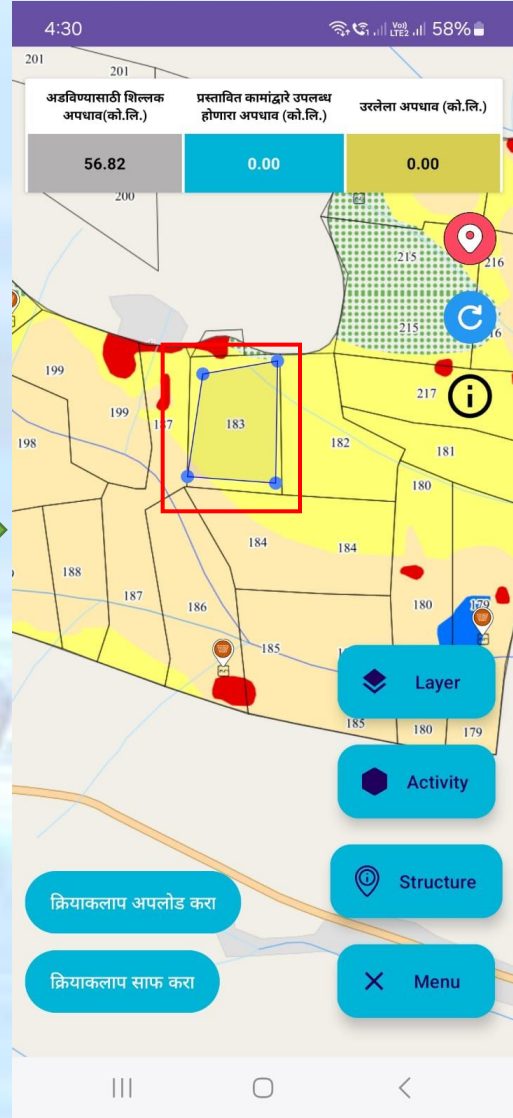 4:30 Vo)) LTE2 58%
201
201
अडविण्यासाठी शिल्लक अपधाव(को.लि.)
प्रस्तावित कामांद्वारे उपलब्ध होणारा अपधाव (को.लि.)
उरलेला अपधाव (को.लि.)
56.82 0.00 0.00
200
215 216
215
199 217
199 187 183
198 182 181
180
184 184
188 180 179
187 186
185
Layer
185 180 179
Activity
Structure
क्रियाकलाप अपलोड करा
क्रियाकलाप साफ करा
Menu